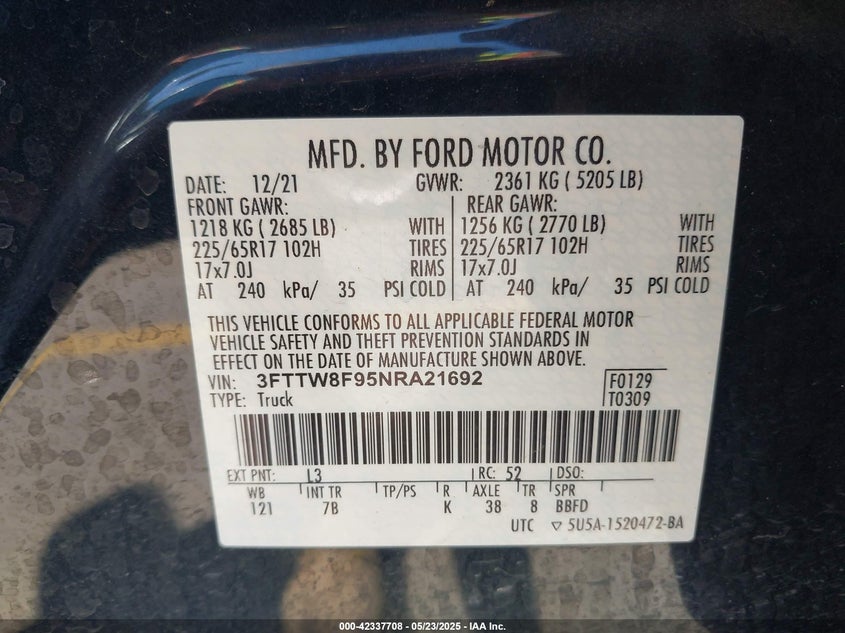 MFD. BY FORD MOTOR CO.
DATE: 12/21 GVWR: 2361 KG ( 5205 LB)
FRONT GAWR: REAR GAWR:
1218 KG ( 2685 LB) WITH 1256 KG ( 2770 LB) WITH
225/65R17 102H TIRES 225/65R17 102H TIRES
17x7.0J RIMS 17x7.0J RIMS
AT 240 kPa/ 35 PSI COLD AT 240 kPa/ 35 PSI COLD
THIS VEHICLE CONFORMS TO ALL APPLICABLE FEDERAL MOTOR
VEHICLE SAFETY AND THEFT PREVENTION STANDARDS IN
EFFECT ON THE DATE OF MANUFACTURE SHOWN ABOVE.
VIN: 3FTTW8F95NRA21692 F0129
TYPE: Truck T0309
EXT PNT: L3 RC: 52 DSO:
WB INT TR TP/PS R AXLE TR SPR
121 7B K 38 8 BBFD
UTC ▽ 5U5A-1520472-BA
000-42337708 - 05/23/2025 - IAA Inc.